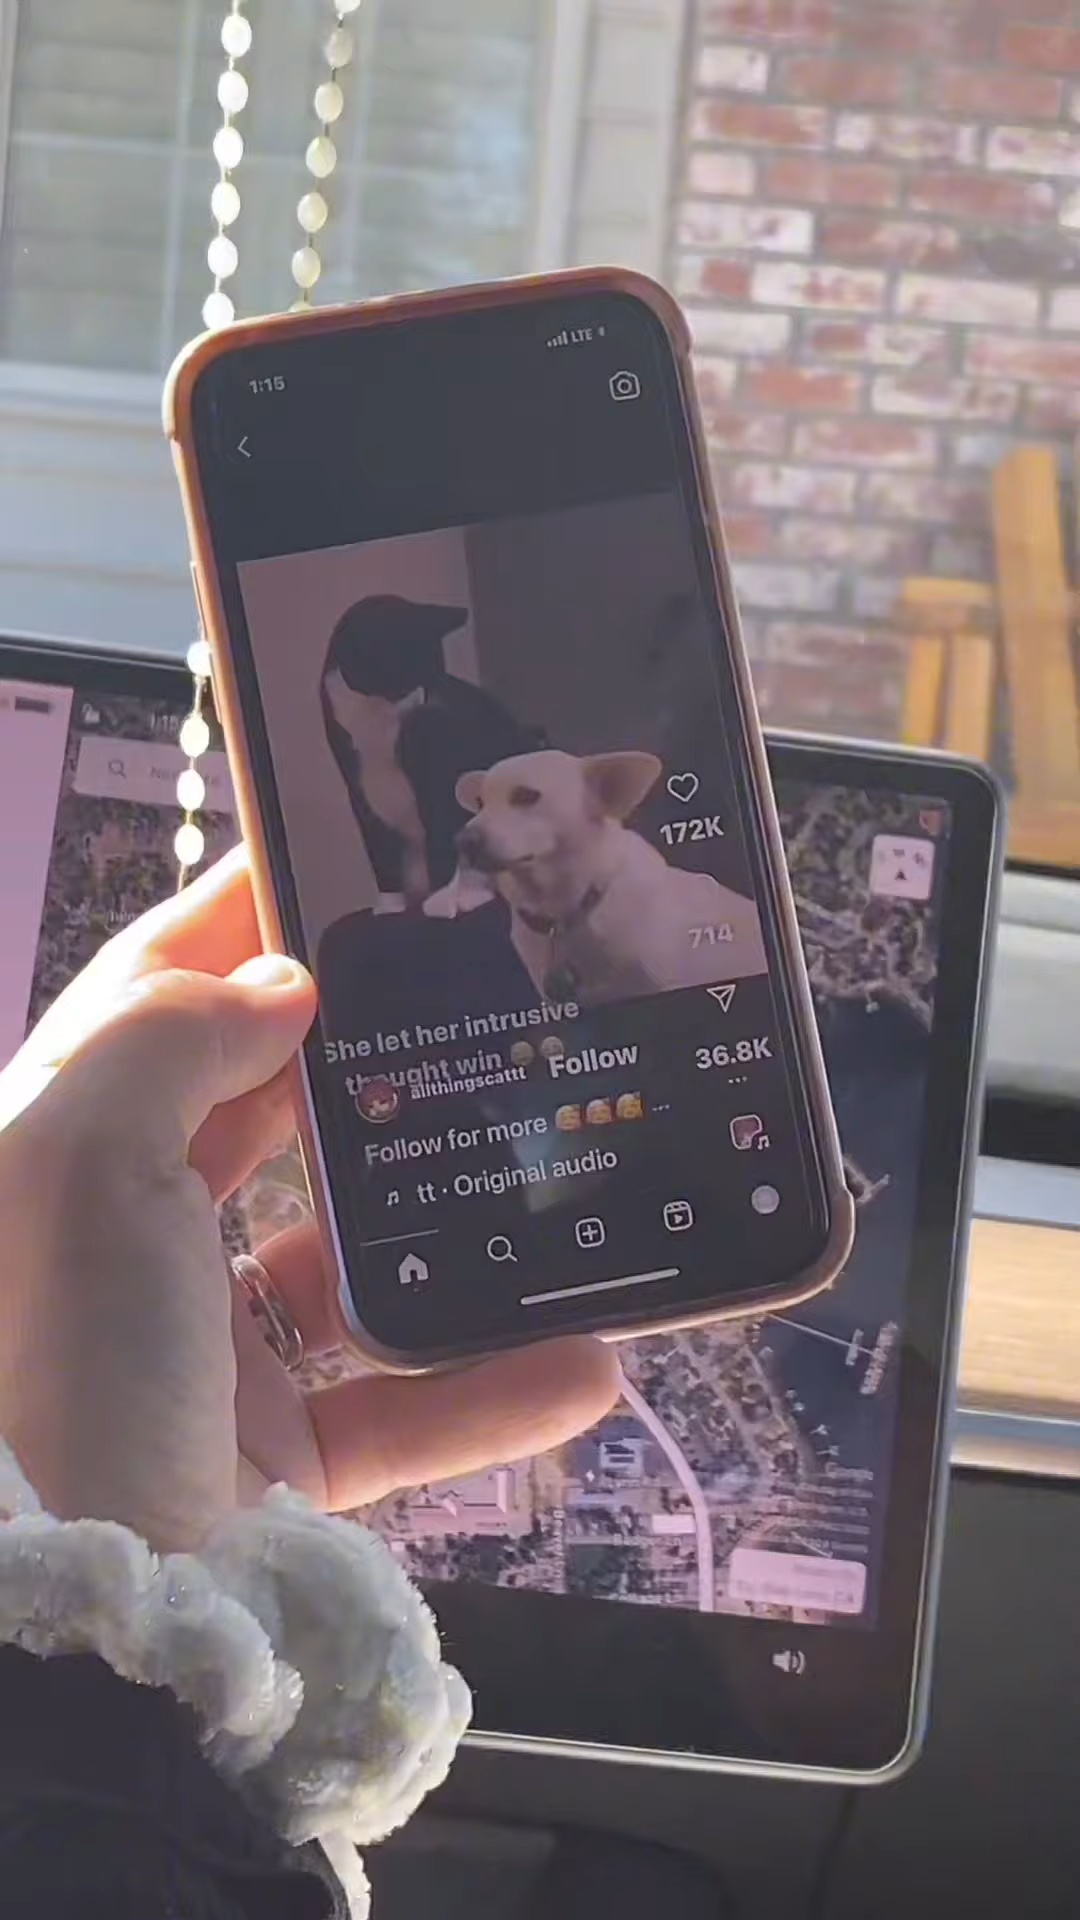 1:15
LTE
172K
714
She let her intrusive
thought win
allthingscattt Follow
36.8K
Follow for more 🥰🥰🥰 ...
tt · Original audio
Google